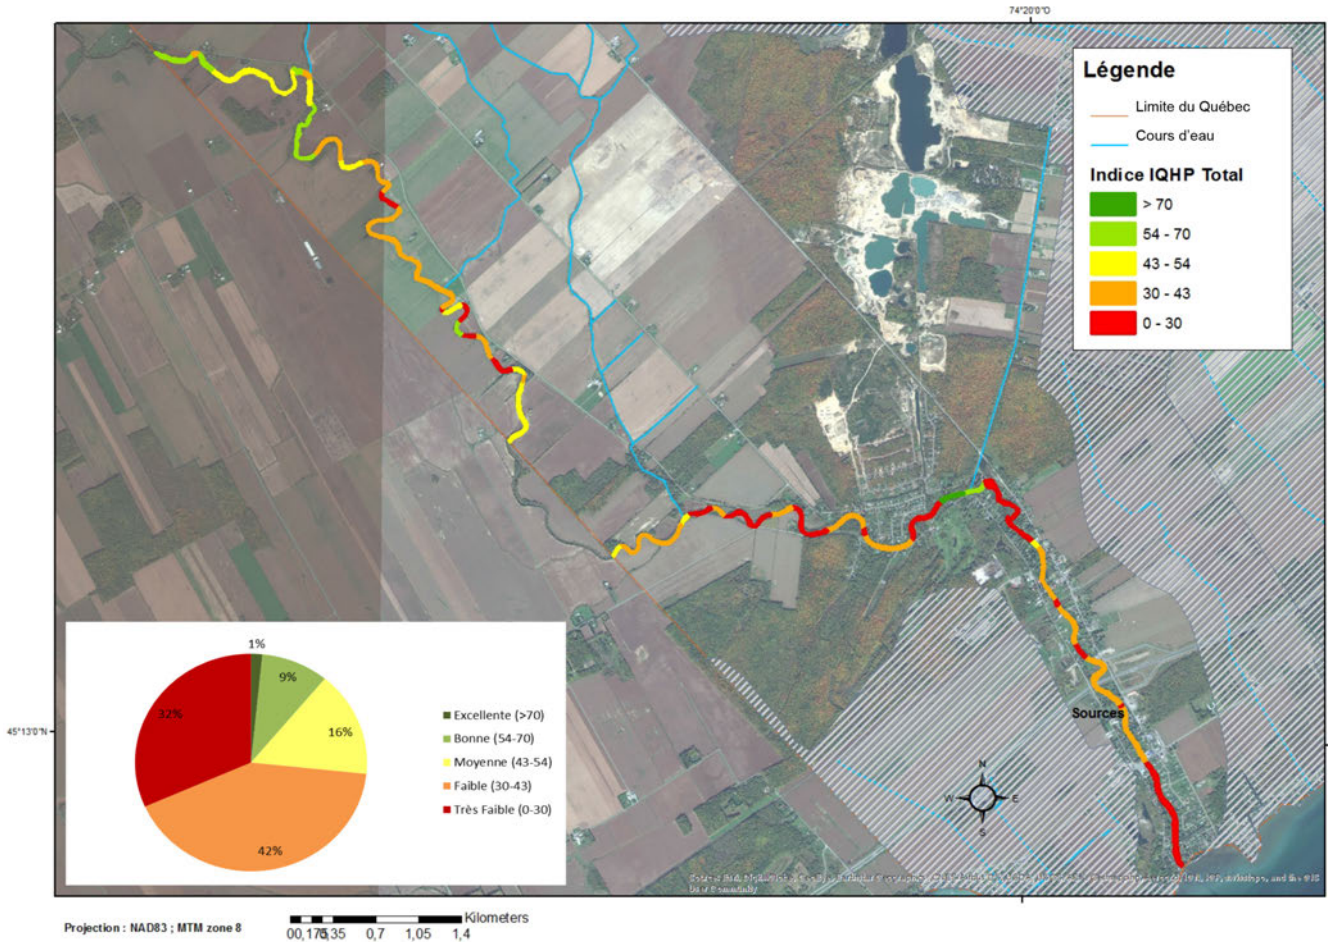 74°20'0"O
Légende
Limite du Québec
Cours d'eau
Indice IQHP Total
> 70
54 - 70
43 - 54
30 - 43
0 - 30
45°13'0"N
1%
9%
16%
32%
42%
Excellente (>70)
Bonne (54-70)
Moyenne (43-54)
Faible (30-43)
Très Faible (0-30)
Sources
N
W
E
S
User Community
Projection : NAD83 ; MTM zone 8
Kilometers
0 0,175 0,35 0,7 1,05 1,4